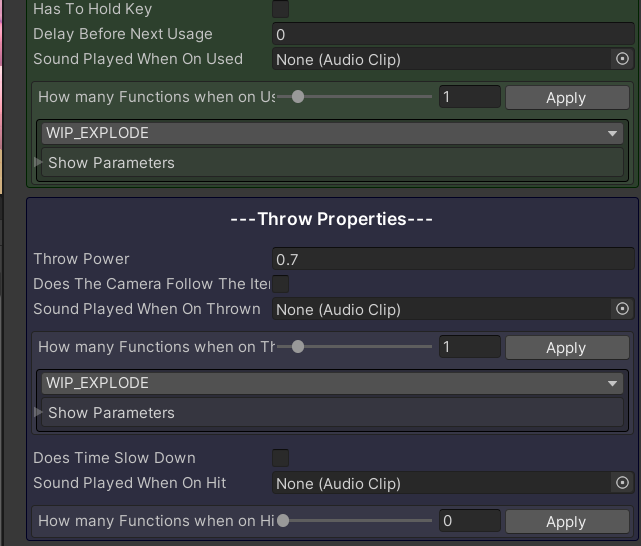 Has To Hold Key
Delay Before Next Usage 0
Sound Played When On Used None (Audio Clip)
How many Functions when on Us 1 Apply
WIP_EXPLODE
Show Parameters
---Throw Properties---
Throw Power 0.7
Does The Camera Follow The Iter
Sound Played When On Thrown None (Audio Clip)
How many Functions when on Th 1 Apply
WIP_EXPLODE
Show Parameters
Does Time Slow Down
Sound Played When On Hit None (Audio Clip)
How many Functions when on Hi 0 Apply